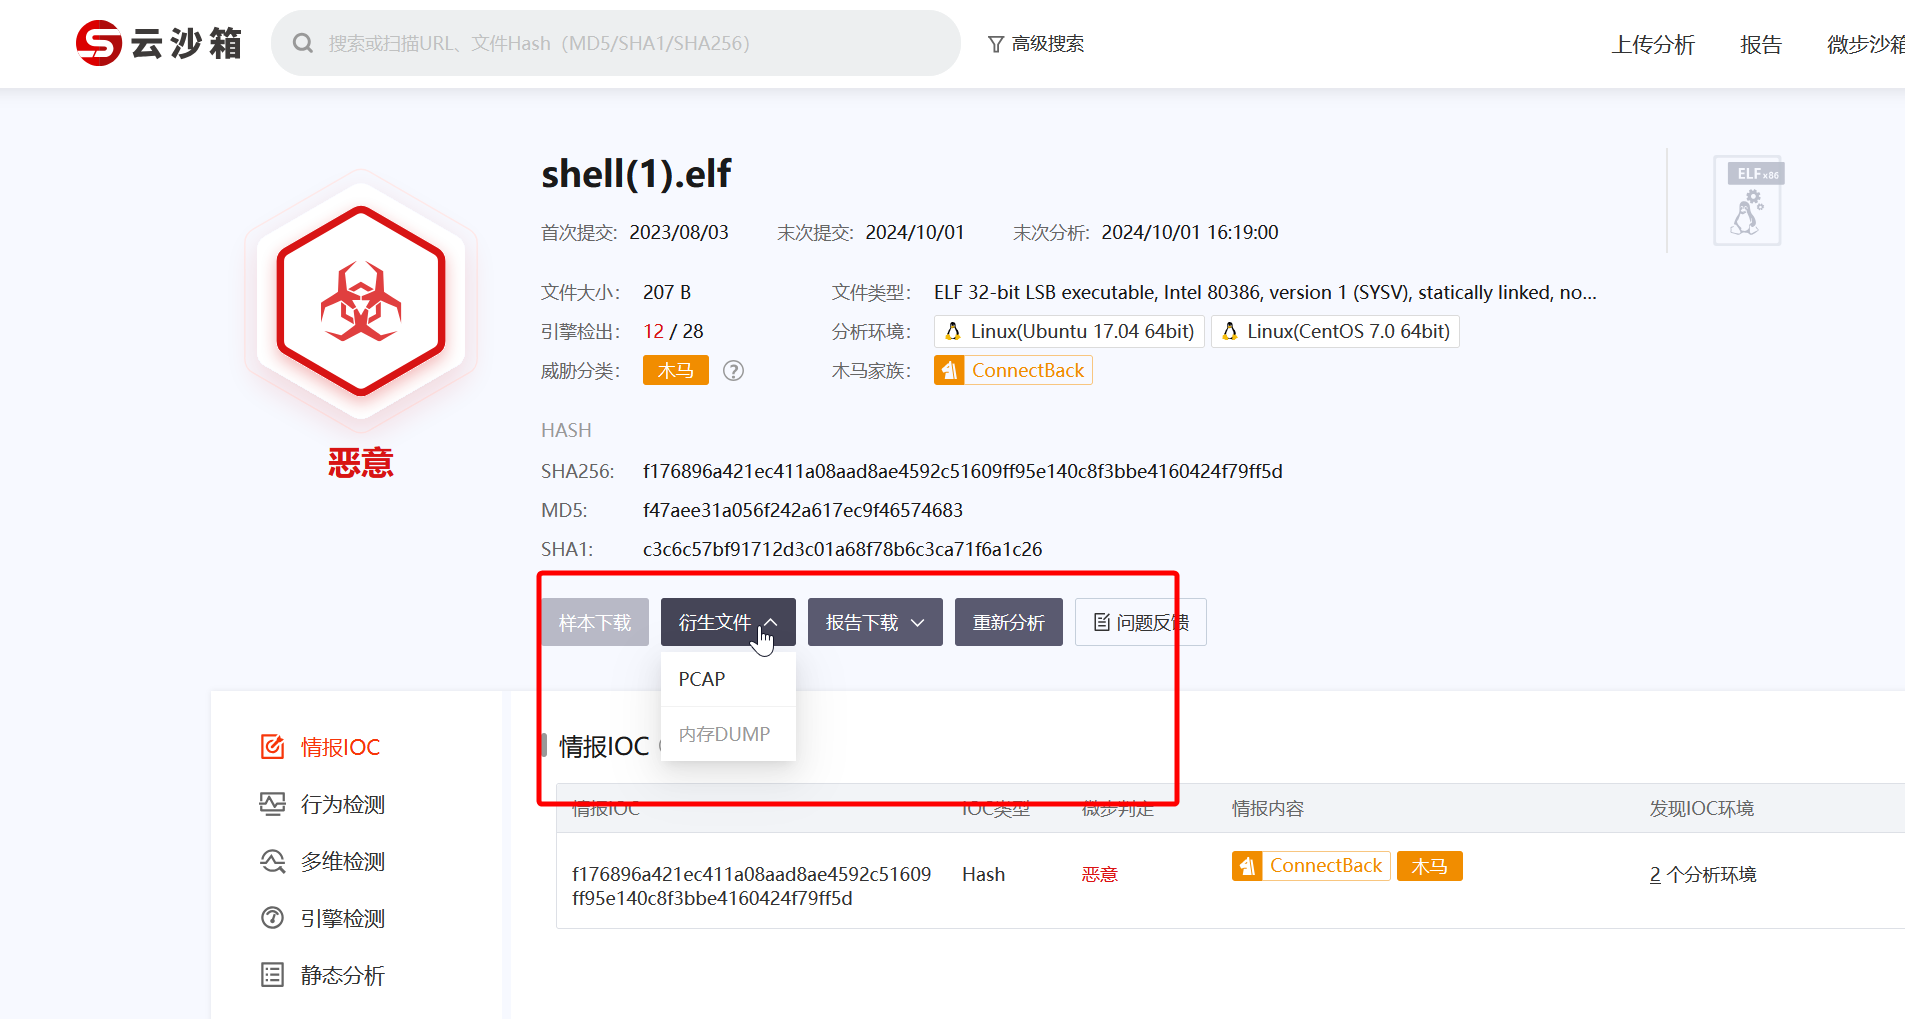 云沙箱
搜索或扫描URL、文件Hash（MD5/SHA1/SHA256）
高级搜索
上传分析
报告
微步沙箱
shell(1).elf
首次提交: 2023/08/03 末次提交: 2024/10/01 末次分析: 2024/10/01 16:19:00
ELF x86
文件大小: 207 B 文件类型: ELF 32-bit LSB executable, Intel 80386, version 1 (SYSV), statically linked, no...
引擎检出: 12 / 28 分析环境: Linux(Ubuntu 17.04 64bit) Linux(CentOS 7.0 64bit)
威胁分类: 木马 ? 木马家族: ConnectBack
恶意
HASH
SHA256: f176896a421ec411a08aad8ae4592c51609ff95e140c8f3bbe4160424f79ff5d
MD5: f47aee31a056f242a617ec9f46574683
SHA1: c3c6c57bf91712d3c01a68f78b6c3ca71f6a1c26
样本下载 衍生文件 报告下载 重新分析 问题反馈
PCAP
内存DUMP
情报IOC
行为检测
多维检测
引擎检测
静态分析
情报IOC
情报IOC IOC类型 微步判定 情报内容 发现IOC环境
f176896a421ec411a08aad8ae4592c51609
ff95e140c8f3bbe4160424f79ff5d
Hash 恶意 ConnectBack 木马 2 个分析环境